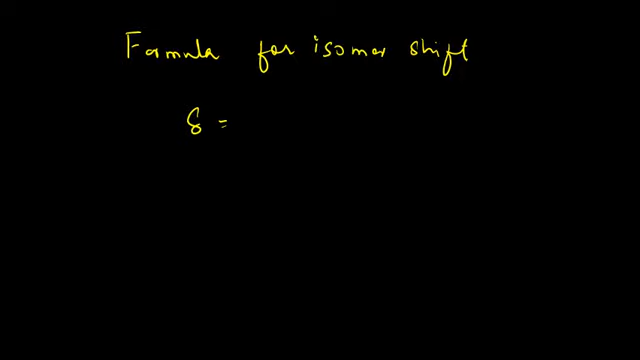 Formula for isomer shift
δ =